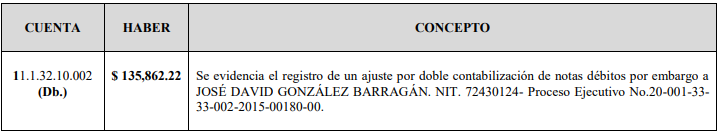 CUENTA HABER CONCEPTO
11.1.32.10.002 $ 135,862.22 Se evidencia el registro de un ajuste por doble contabilización de notas débitos por embargo a
(Db.) JOSÉ DAVID GONZÁLEZ BARRAGÁN. NIT. 72430124- Proceso Ejecutivo No.20-001-33-
33-002-2015-00180-00.